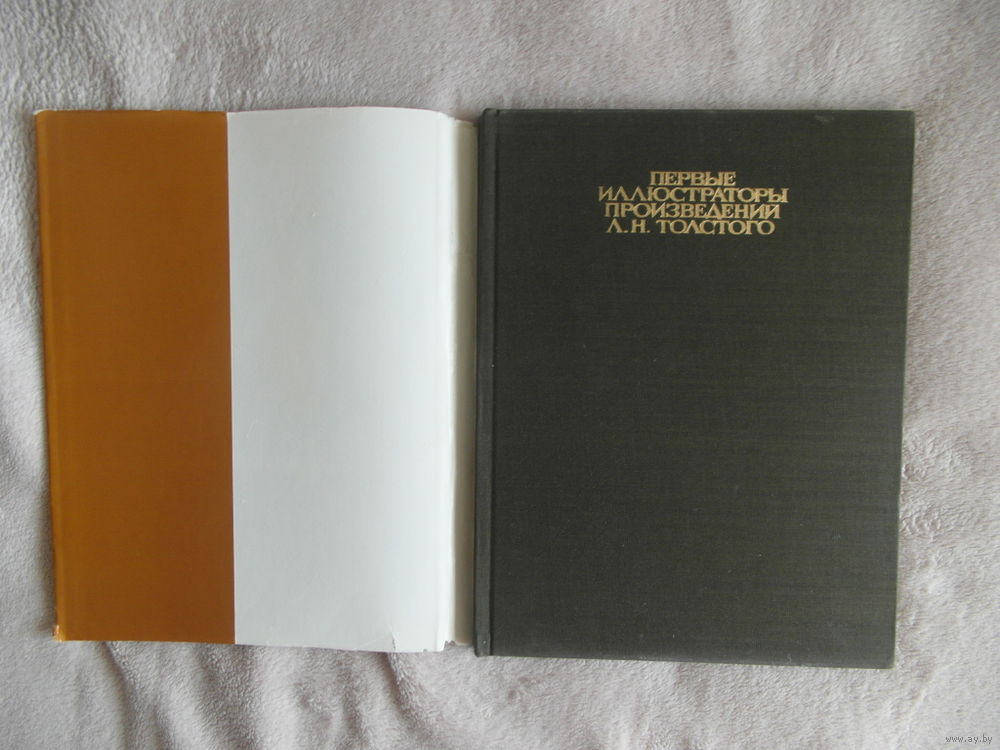 ПЕРВЫЕ
ИЛЛЮСТРАТОРЫ
ПРОИЗВЕДЕНИЙ
Л.Н. ТОЛСТОГО
www.ay.by